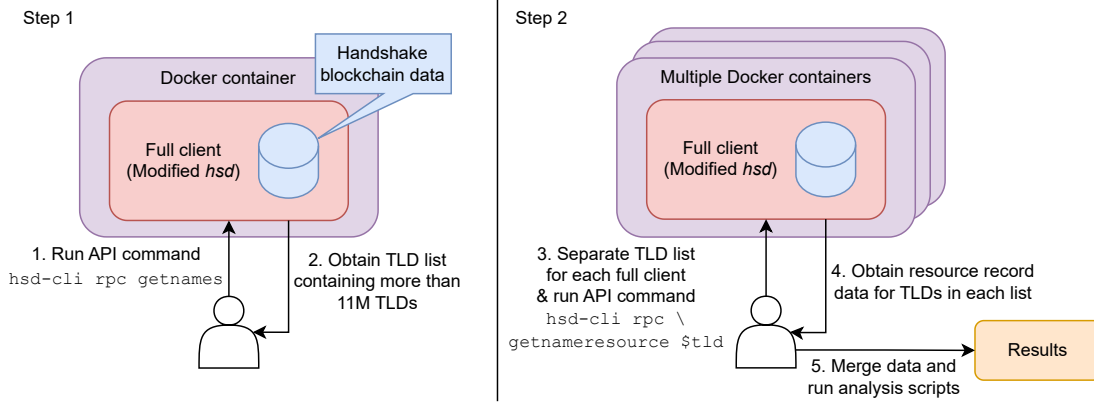 Step 1
Handshake
blockchain data
Docker container
Full client
(Modified hsd)
1. Run API command
hsd-cli rpc getnames
2. Obtain TLD list
containing more than
11M TLDs
Step 2
Multiple Docker containers
Full client
(Modified hsd)
3. Separate TLD list
for each full client
& run API command
hsd-cli rpc \
getnameresource $tld
4. Obtain resource record
data for TLDs in each list
5. Merge data and
run analysis scripts
Results